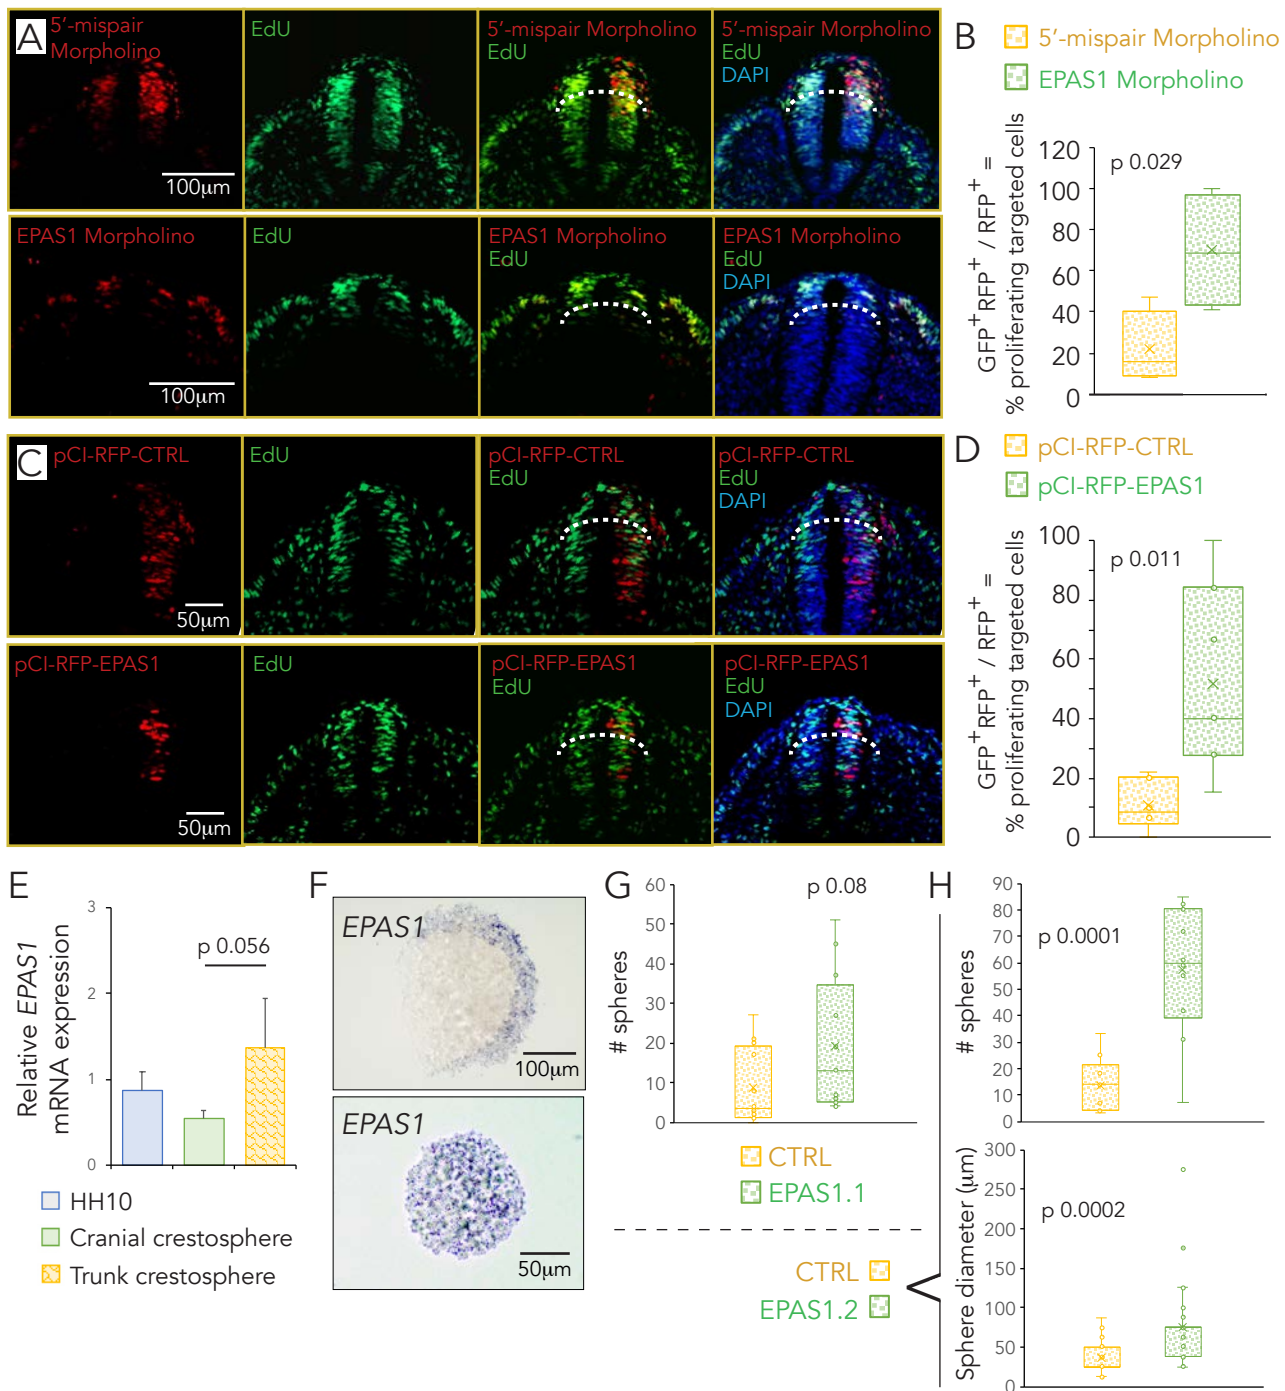 A
5'-mispair
Morpholino
EdU
5'-mispair Morpholino
EdU
5'-mispair Morpholino
EdU
DAPI
100µm
EPAS1 Morpholino
EdU
EPAS1 Morpholino
EdU
EPAS1 Morpholino
EdU
DAPI
100µm
B
5'-mispair Morpholino
EPAS1 Morpholino
GFP+RFP+ / RFP+ =
% proliferating targeted cells
p 0.029
120
100
80
60
40
20
0
C
pCI-RFP-CTRL
EdU
pCI-RFP-CTRL
EdU
pCI-RFP-CTRL
EdU
DAPI
50µm
pCI-RFP-EPAS1
EdU
pCI-RFP-EPAS1
EdU
pCI-RFP-EPAS1
EdU
DAPI
50µm
D
pCI-RFP-CTRL
pCI-RFP-EPAS1
GFP+RFP+ / RFP+ =
% proliferating targeted cells
p 0.011
100
80
60
40
20
0
E
Relative EPAS1
mRNA expression
3
2
1
0
p 0.056
HH10
Cranial crestosphere
Trunk crestosphere
F
EPAS1
100µm
EPAS1
50µm
G
# spheres
60
50
40
30
20
10
0
p 0.08
CTRL
EPAS1.1
CTRL
EPAS1.2
H
# spheres
90
80
70
60
50
40
30
20
10
0
p 0.0001
Sphere diameter (µm)
300
250
200
150
100
50
0
p 0.0002